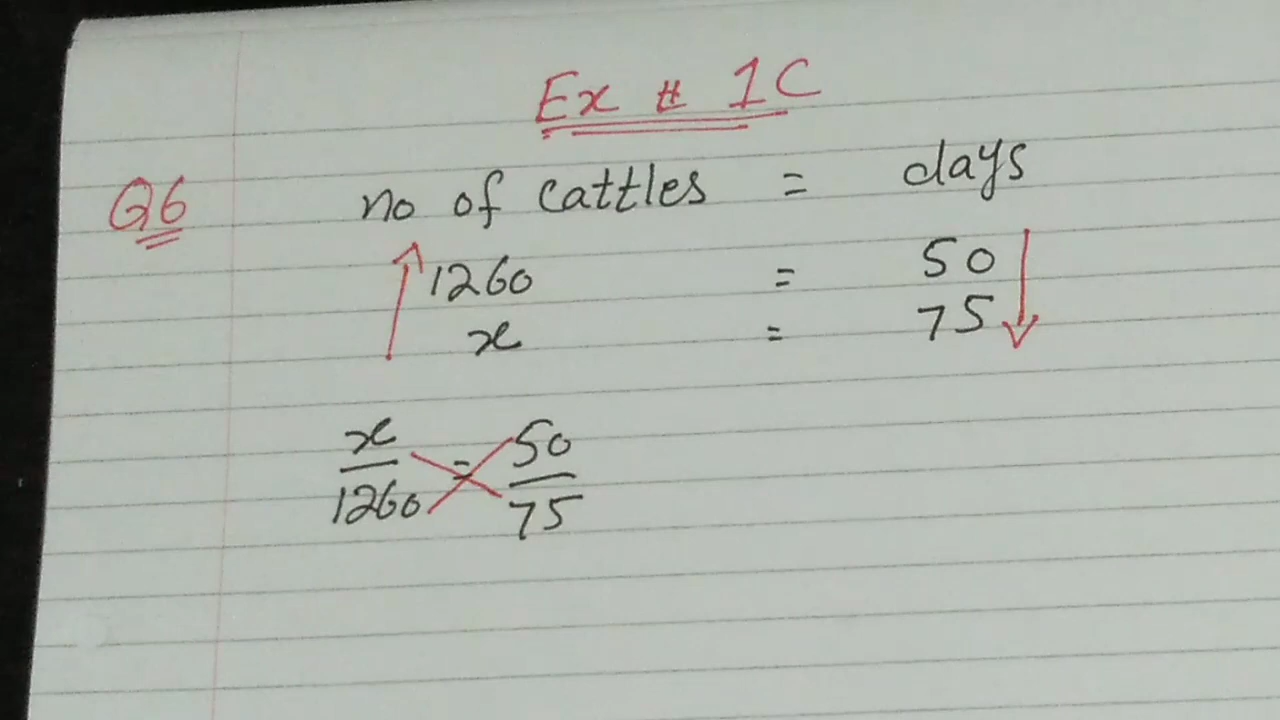 Ex # 1C
Q6 no of cattles = days
1260 = 50
x = 75
x/1260 = 50/75